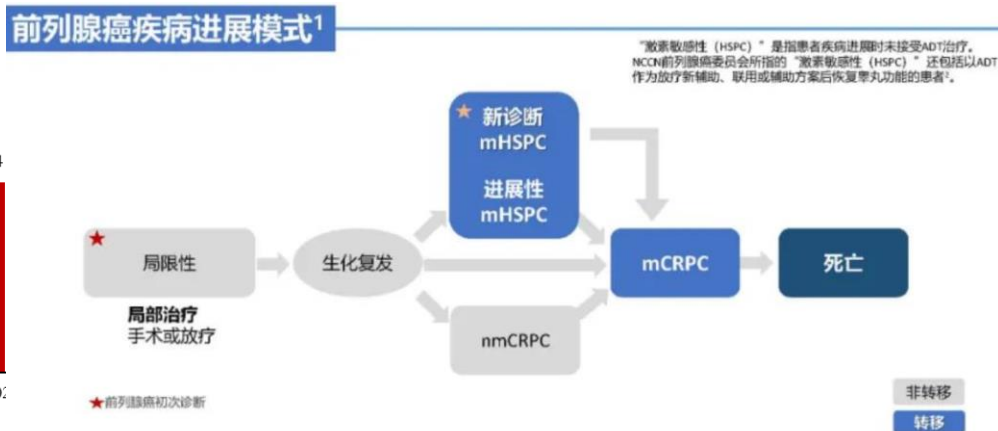 前列腺癌疾病进展模式1
“激素敏感性（HSPC）”是指患者疾病进展时未接受ADT治疗。
NCCN前列腺癌委员会所指的“激素敏感性（HSPC）”还包括以ADT
作为放疗新辅助、联用或辅助方案后恢复睾丸功能的患者2。
新诊断
mHSPC
进展性
mHSPC
局限性
生化复发
mCRPC
死亡
局部治疗
手术或放疗
nmCRPC
前列腺癌初次诊断
非转移
转移